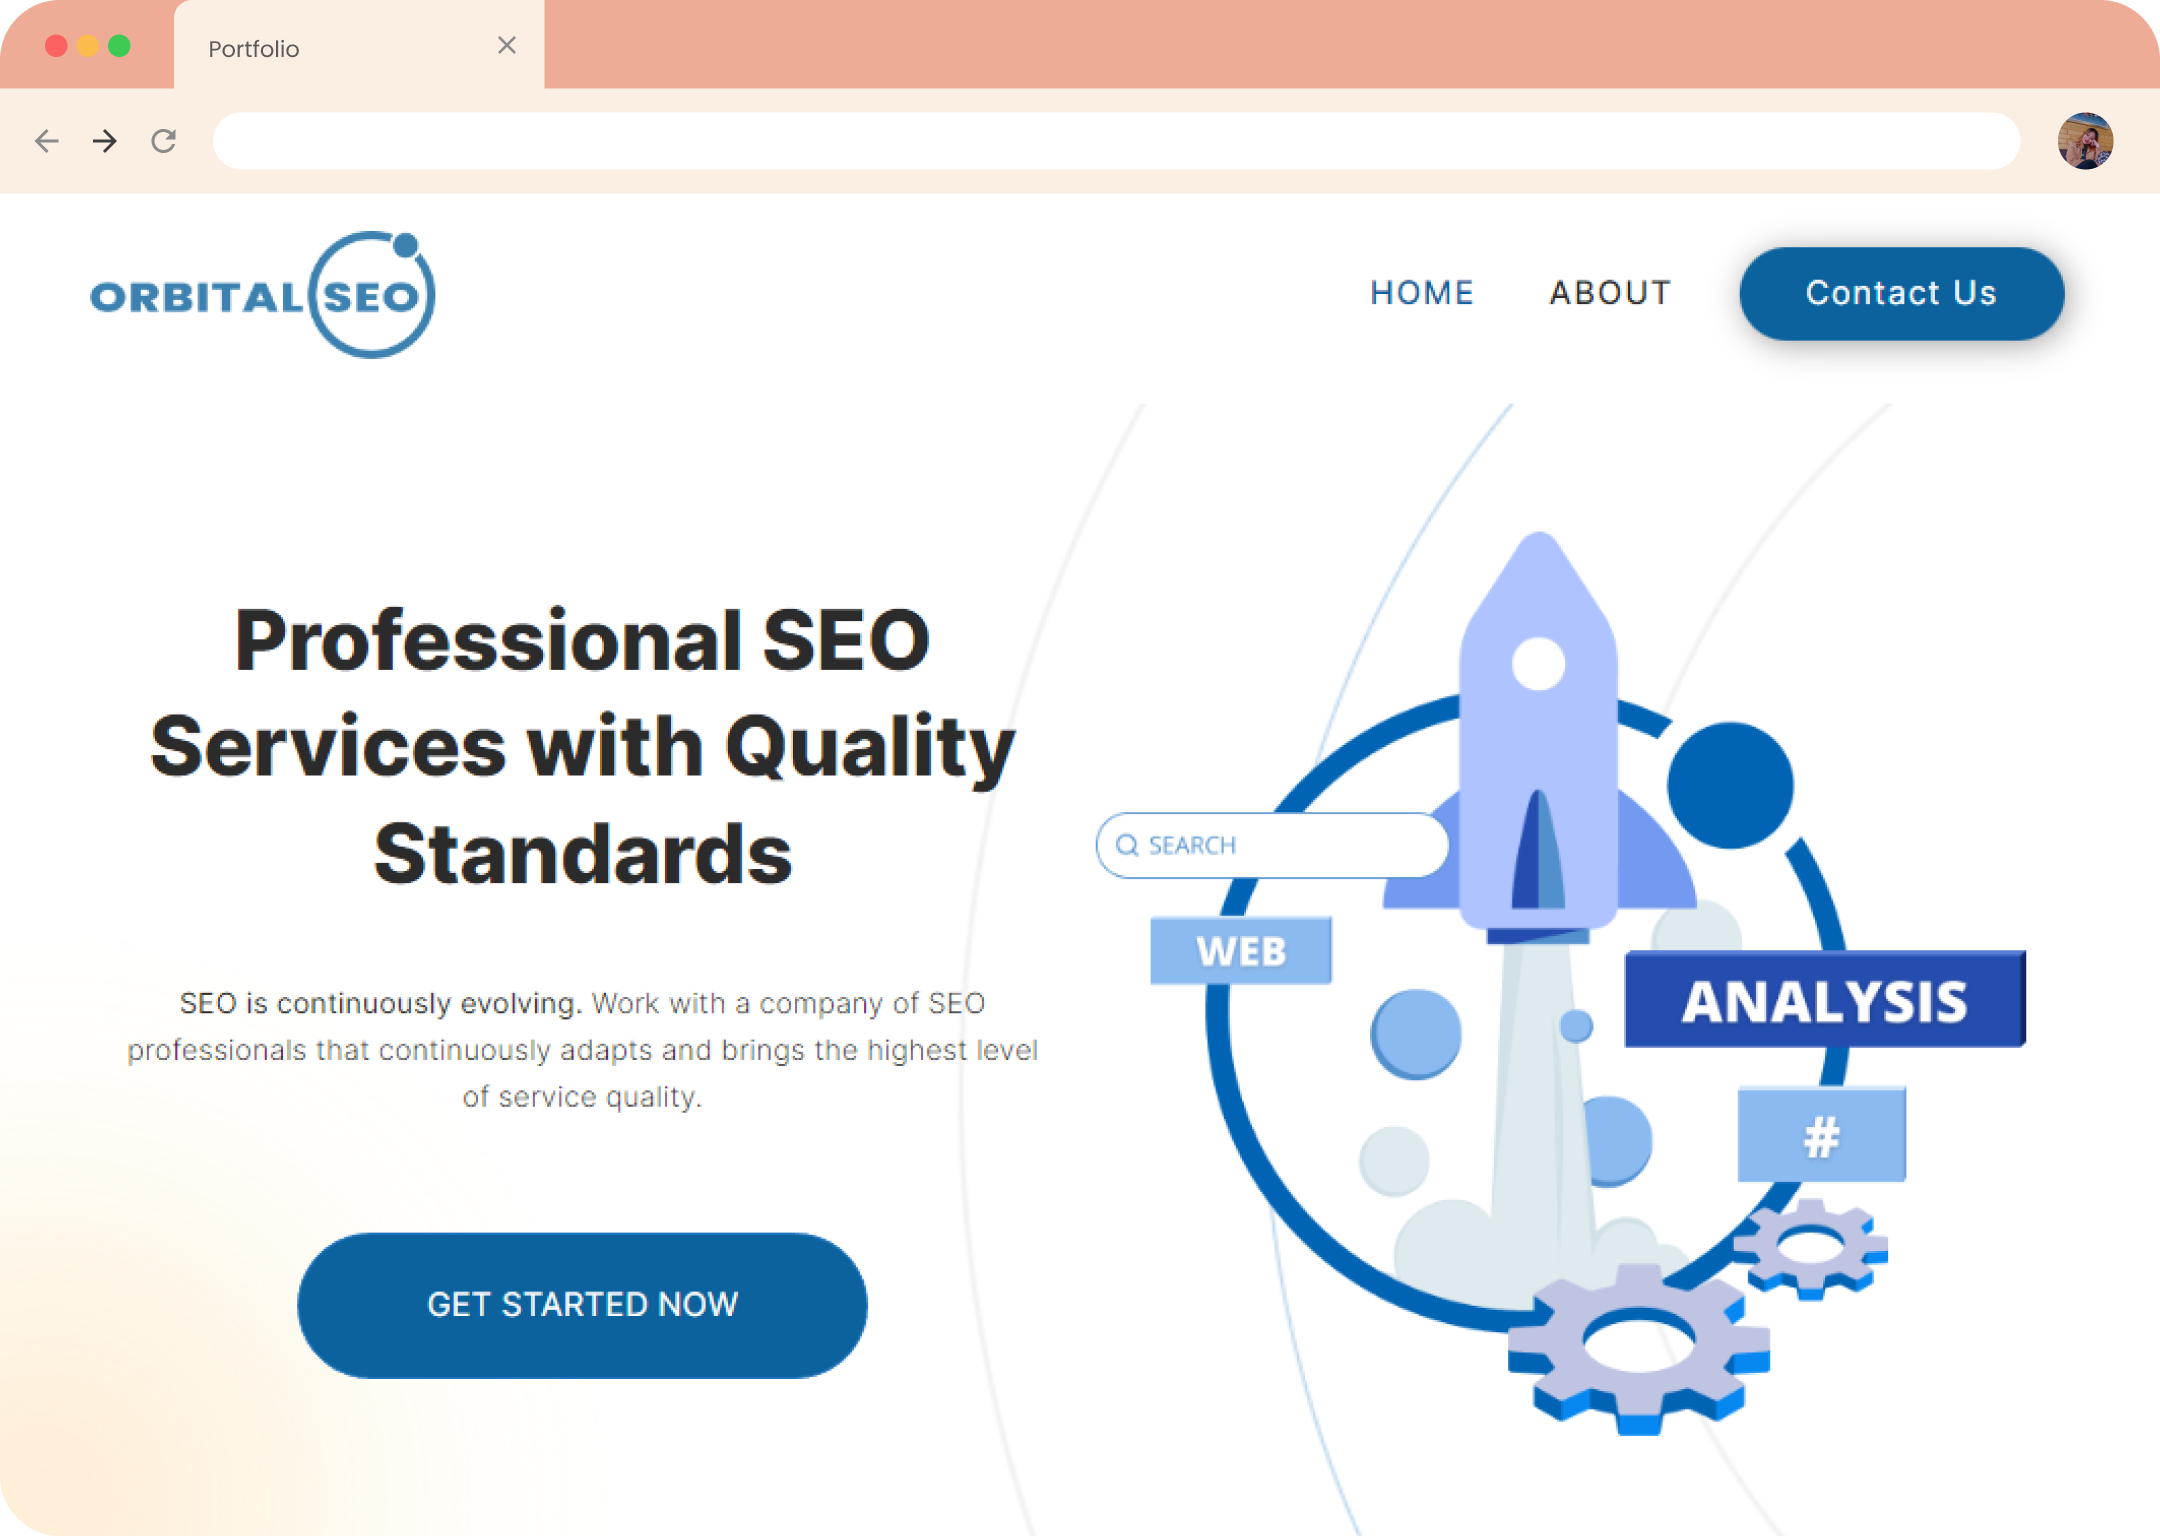 Portfolio
ORBITAL SEO
HOME
ABOUT
Contact Us
Professional SEO
Services with Quality
Standards
SEO is continuously evolving. Work with a company of SEO
professionals that continuously adapts and brings the highest level
of service quality.
GET STARTED NOW
SEARCH
WEB
ANALYSIS
#